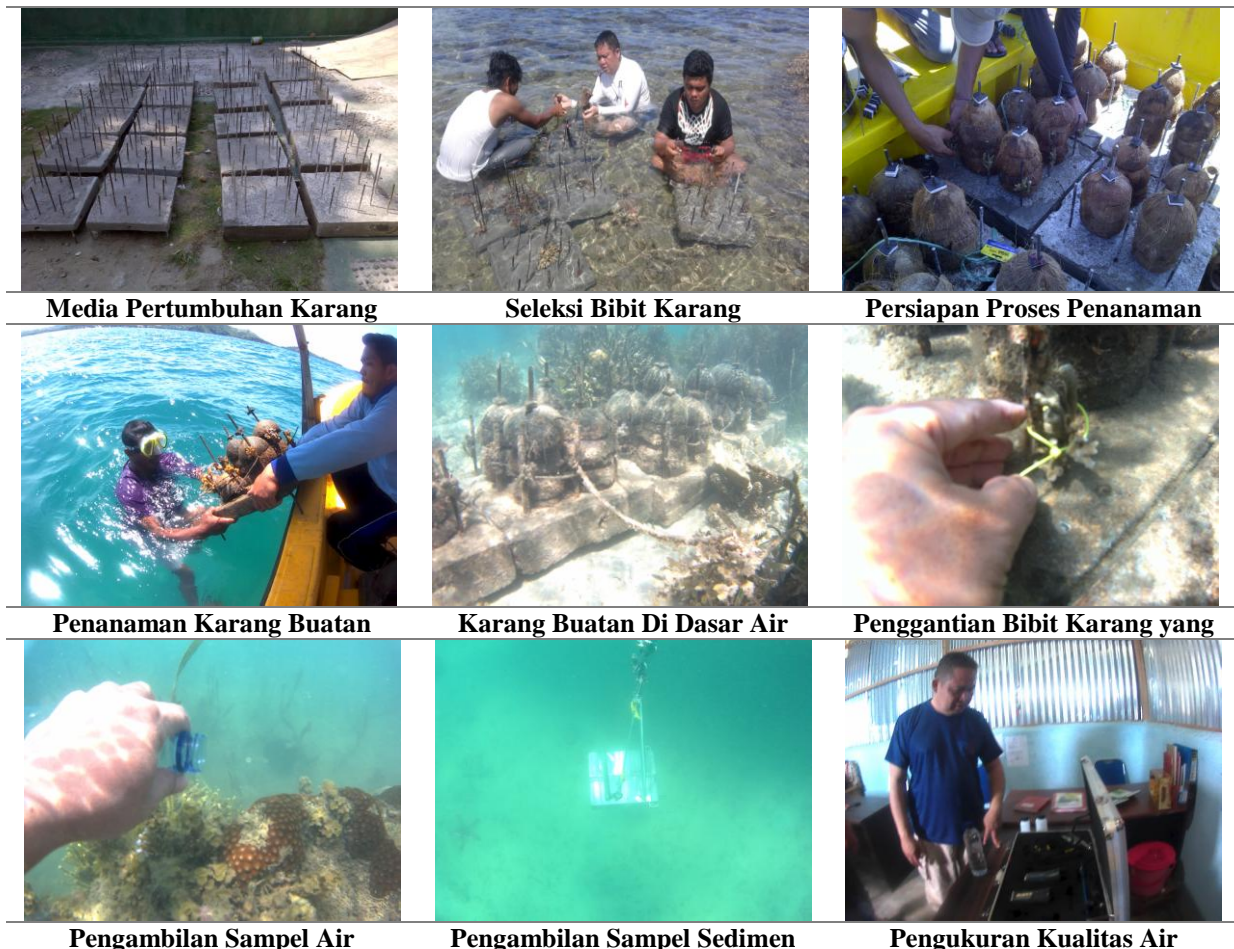 Media Pertumbuhan Karang
Seleksi Bibit Karang
Persiapan Proses Penanaman
Penanaman Karang Buatan
Karang Buatan Di Dasar Air
Penggantian Bibit Karang yang
Pengambilan Sampel Air
Pengambilan Sampel Sedimen
Pengukuran Kualitas Air